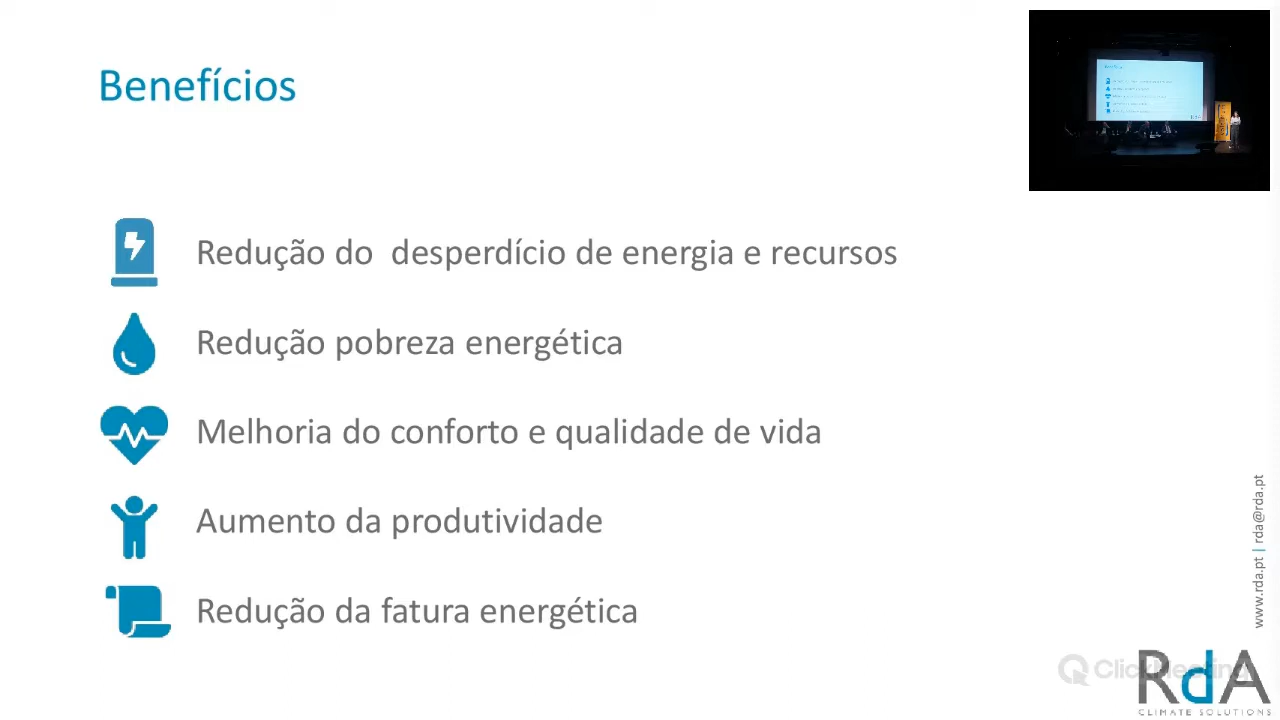 Benefícios
Redução do  desperdício de energia e recursos
Redução pobreza energética
Melhoria do conforto e qualidade de vida
Aumento da produtividade
Redução da fatura energética
www.rda.pt | rda@rda.pt
ClickMeeting
RdA
CLIMATE SOLUTIONS